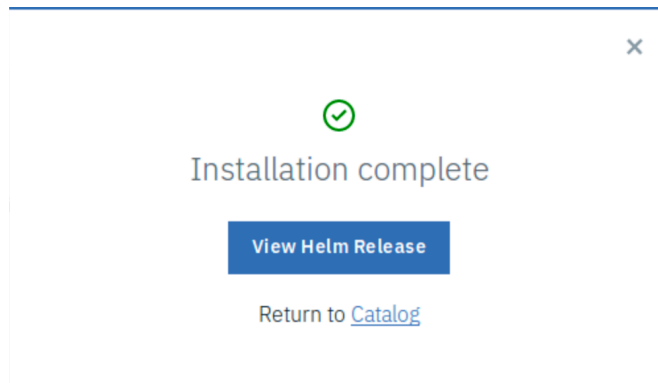 Installation complete
View Helm Release
Return to Catalog